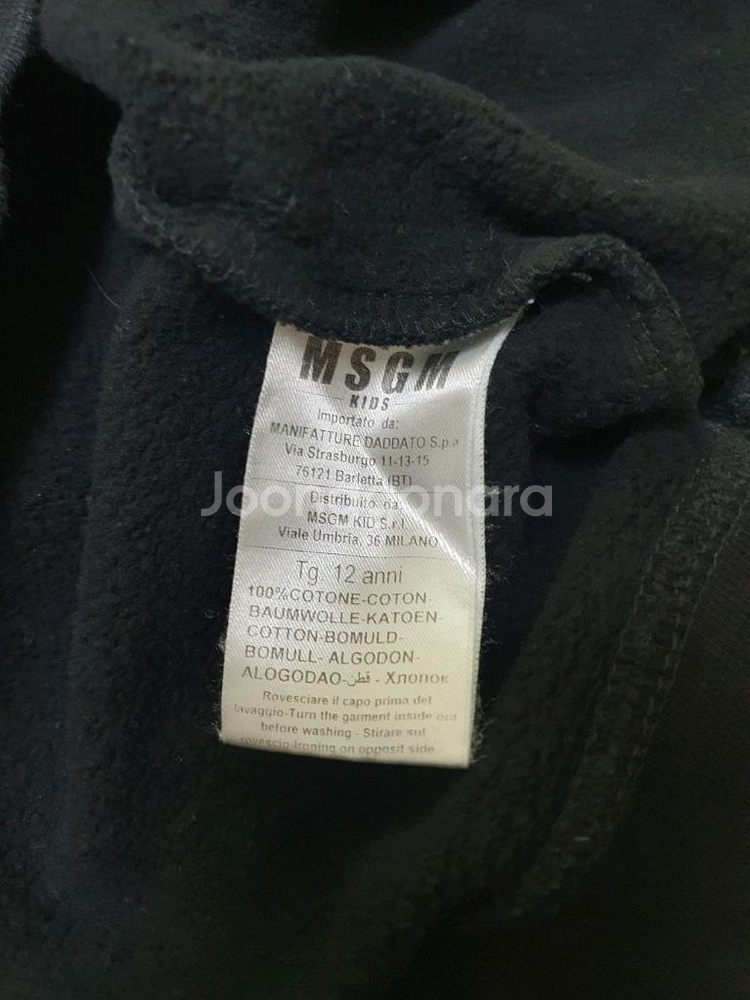 MSGM
KIDS
Importato da:
MANIFATTURE DADDATO S.p.a
Via Strasburgo 11-13-15
76121 Barletta (BT)
Joongonara
Distribuito da:
MSGM KID S.r.l
Viale Umbria, 36 MILANO
Tg. 12 anni
100%COTONE-COTON-
BAUMWOLLE-KATOEN-
COTTON-BOMULD-
BOMULL- ALGODON-
ALOGODAO-قطن - Хлопок
Rovesciare il capo prima del
lavaggio-Turn the garment inside out
before washing - Stirare sul
rovescio-Ironing on opposit side